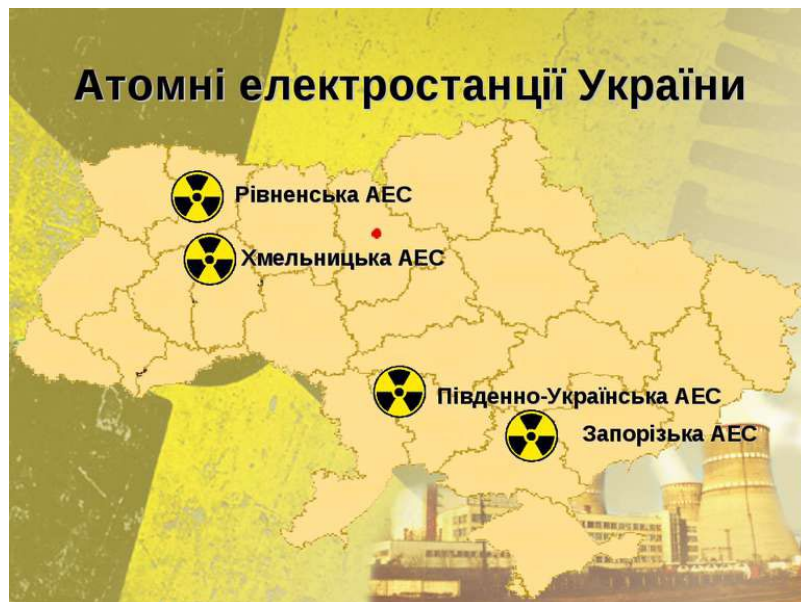 Атомні електростанції України
Рівненська АЕС
Хмельницька АЕС
Південно-Українська АЕС
Запорізька АЕС